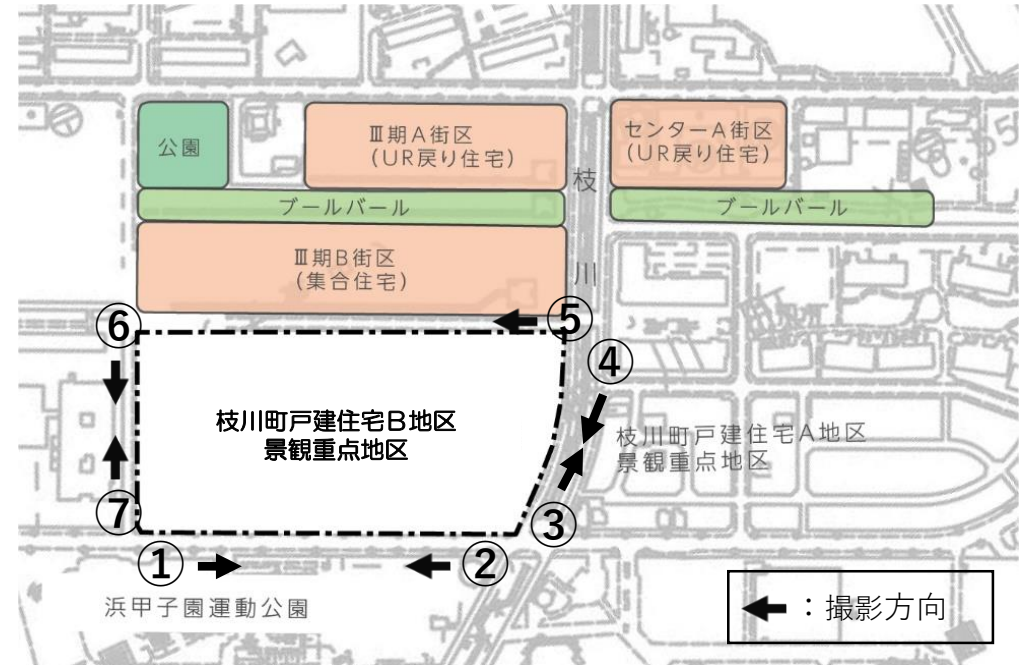 公園
Ⅲ期A街区
(UR戻り住宅)
センターA街区
(UR戻り住宅)
枝
川
ブールバール
ブールバール
Ⅲ期B街区
(集合住宅)
⑥
⑤
④
枝川町戸建住宅B地区
景観重点地区
枝川町戸建住宅A地区
景観重点地区
⑦
③
①
②
浜甲子園運動公園
：撮影方向